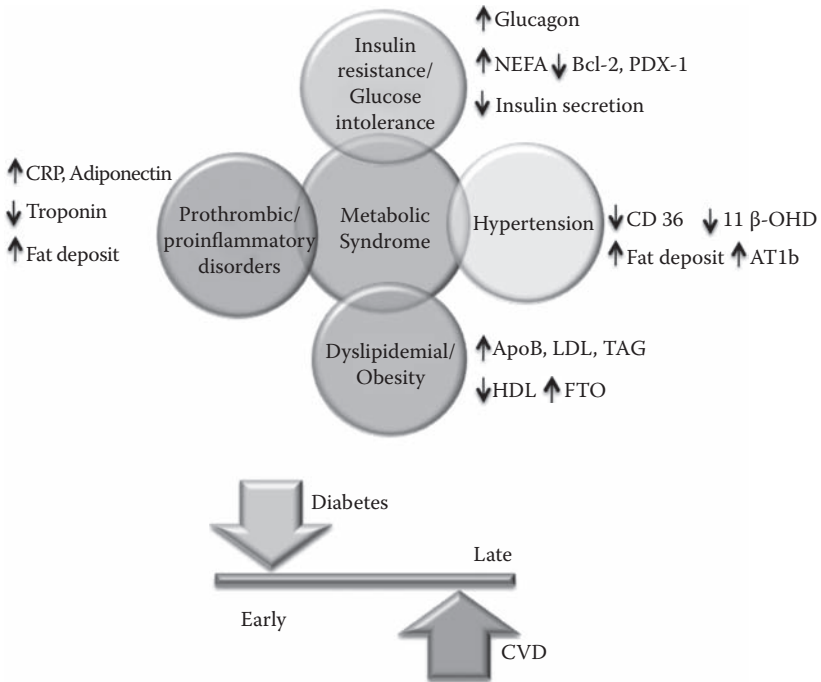 ↑ Glucagon
↑ NEFA ↓ Bcl-2, PDX-1
↓ Insulin secretion
Insulin
resistance/
Glucose
intolerance
↑ CRP, Adiponectin
↓ Troponin
↑ Fat deposit
Prothrombic/
proinflammatory
disorders
Metabolic
Syndrome
Hypertension
↓ CD 36 ↓ 11 β-OHD
↑ Fat deposit ↑ AT1b
Dyslipidemial/
Obesity
↑ ApoB, LDL, TAG
↓ HDL ↑ FTO
Diabetes
Late
Early
CVD